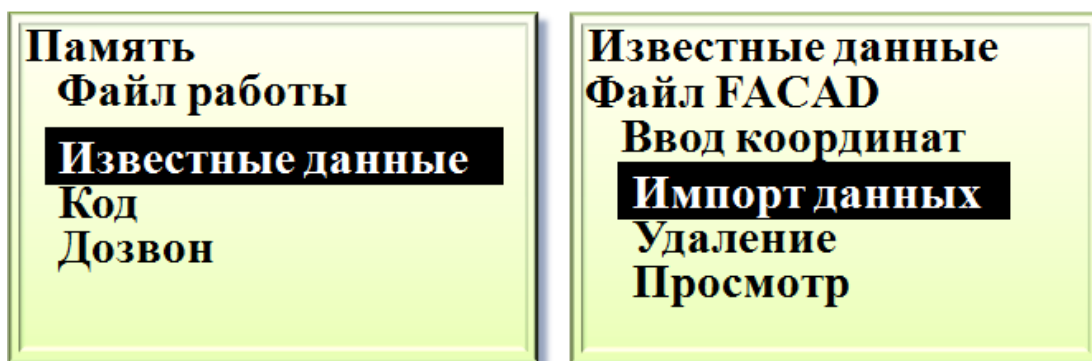 Память
Файл работы
Известные данные
Код
Дозвон
Известные данные
Файл FACAD
Ввод координат
Импорт данных
Удаление
Просмотр